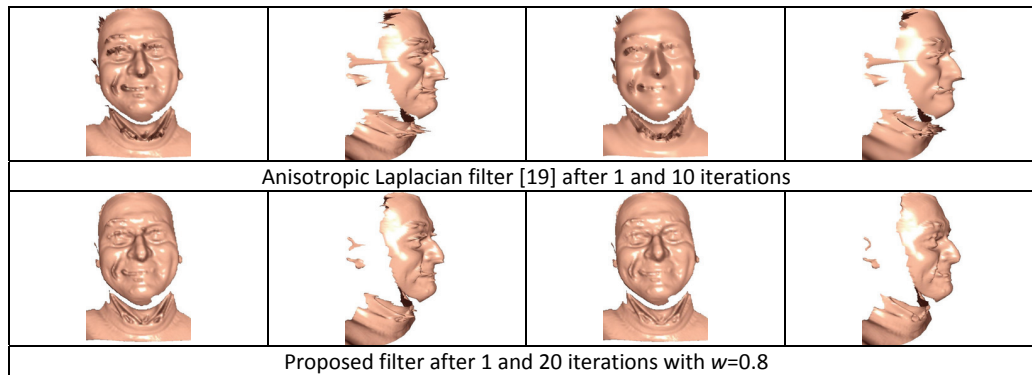 Anisotropic Laplacian filter [19] after 1 and 10 iterations
Proposed filter after 1 and 20 iterations with w=0.8